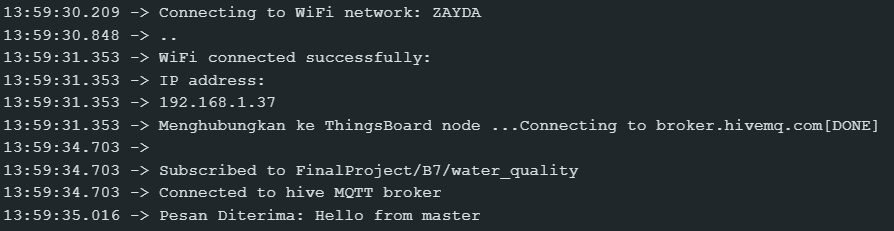 13:59:30.209 -> Connecting to WiFi network: ZAYDA
13:59:30.848 -> ..
13:59:31.353 -> WiFi connected successfully:
13:59:31.353 -> IP address:
13:59:31.353 -> 192.168.1.37
13:59:31.353 -> Menghubungkan ke ThingsBoard node ...Connecting to broker.hivemq.com[DONE]
13:59:34.703 ->
13:59:34.703 -> Subscribed to FinalProject/B7/water_quality
13:59:34.703 -> Connected to hive MQTT broker
13:59:35.016 -> Pesan Diterima: Hello from master